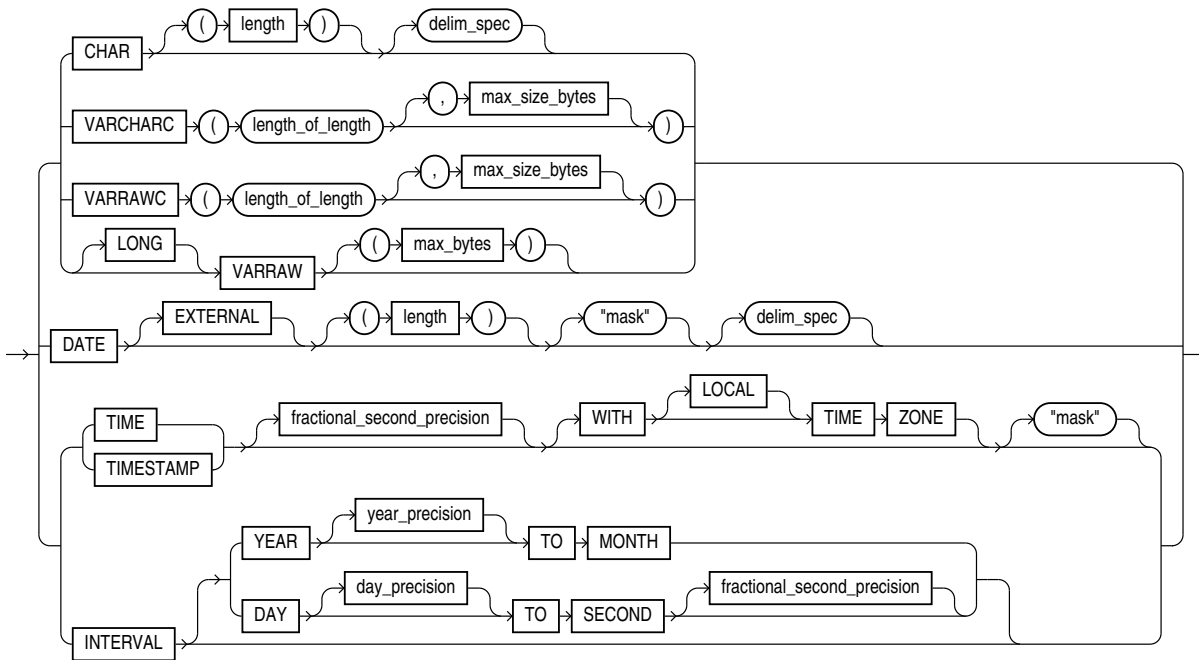 ( length ) delim_spec
CHAR
, max_size_bytes
VARCHARC ( length_of_length )
, max_size_bytes
VARRAWC ( length_of_length )
LONG ( max_bytes )
VARRAW
EXTERNAL ( length ) "mask" delim_spec
DATE
LOCAL
TIME fractional_second_precision WITH TIME ZONE "mask"
TIMESTAMP
year_precision
YEAR TO MONTH
day_precision fractional_second_precision
DAY TO SECOND
INTERVAL